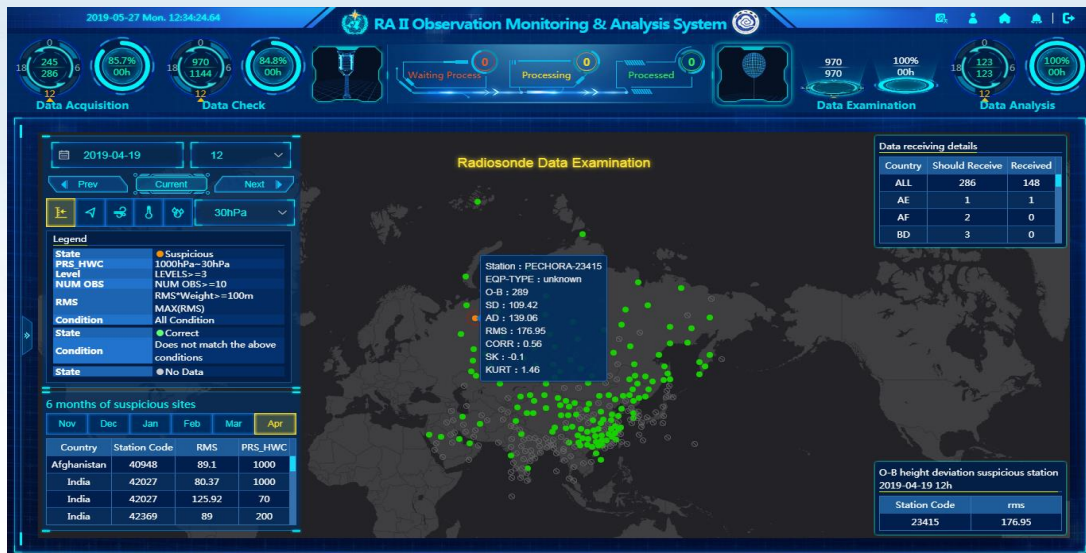 2019-05-27 Mon. 12:34:24.64
RA II Observation Monitoring & Analysis System
0
18 245 286 6
12
85.7%
00h
Data Acquisition
0
18 970 1144 6
12
84.8%
00h
Data Check
Waiting Process 0
Processing 0
Processed 0
970
970
100%
00h
Data Examination
0
18 123 123 6
12
100%
00h
Data Analysis
2019-04-19 12
Prev Current Next
30hPa
Legend
State Suspicious
PRS_HWC 1000hPa~30hPa
Level LEVELS>=3
NUM OBS NUM OBS>=10
RMS RMS*Weight>=100m
MAX(RMS)
Condition All Condition
State Correct
Condition Does not match the above
conditions
State No Data
6 months of suspicious sites
Nov Dec Jan Feb Mar Apr
Country Station Code RMS PRS_HWC
Afghanistan 40948 89.1 1000
India 42027 80.37 1000
India 42027 125.92 70
India 42369 89 200
Radiosonde Data Examination
Station : PECHORA-23415
EQP-TYPE : unknown
O-B : 289
SD : 109.42
AD : 139.06
RMS : 176.95
CORR : 0.56
SK : -0.1
KURT : 1.46
Data receiving details
Country Should Receive Received
ALL 286 148
AE 1 1
AF 2 0
BD 3 0
O-B height deviation suspicious station
2019-04-19 12h
Station Code rms
23415 176.95